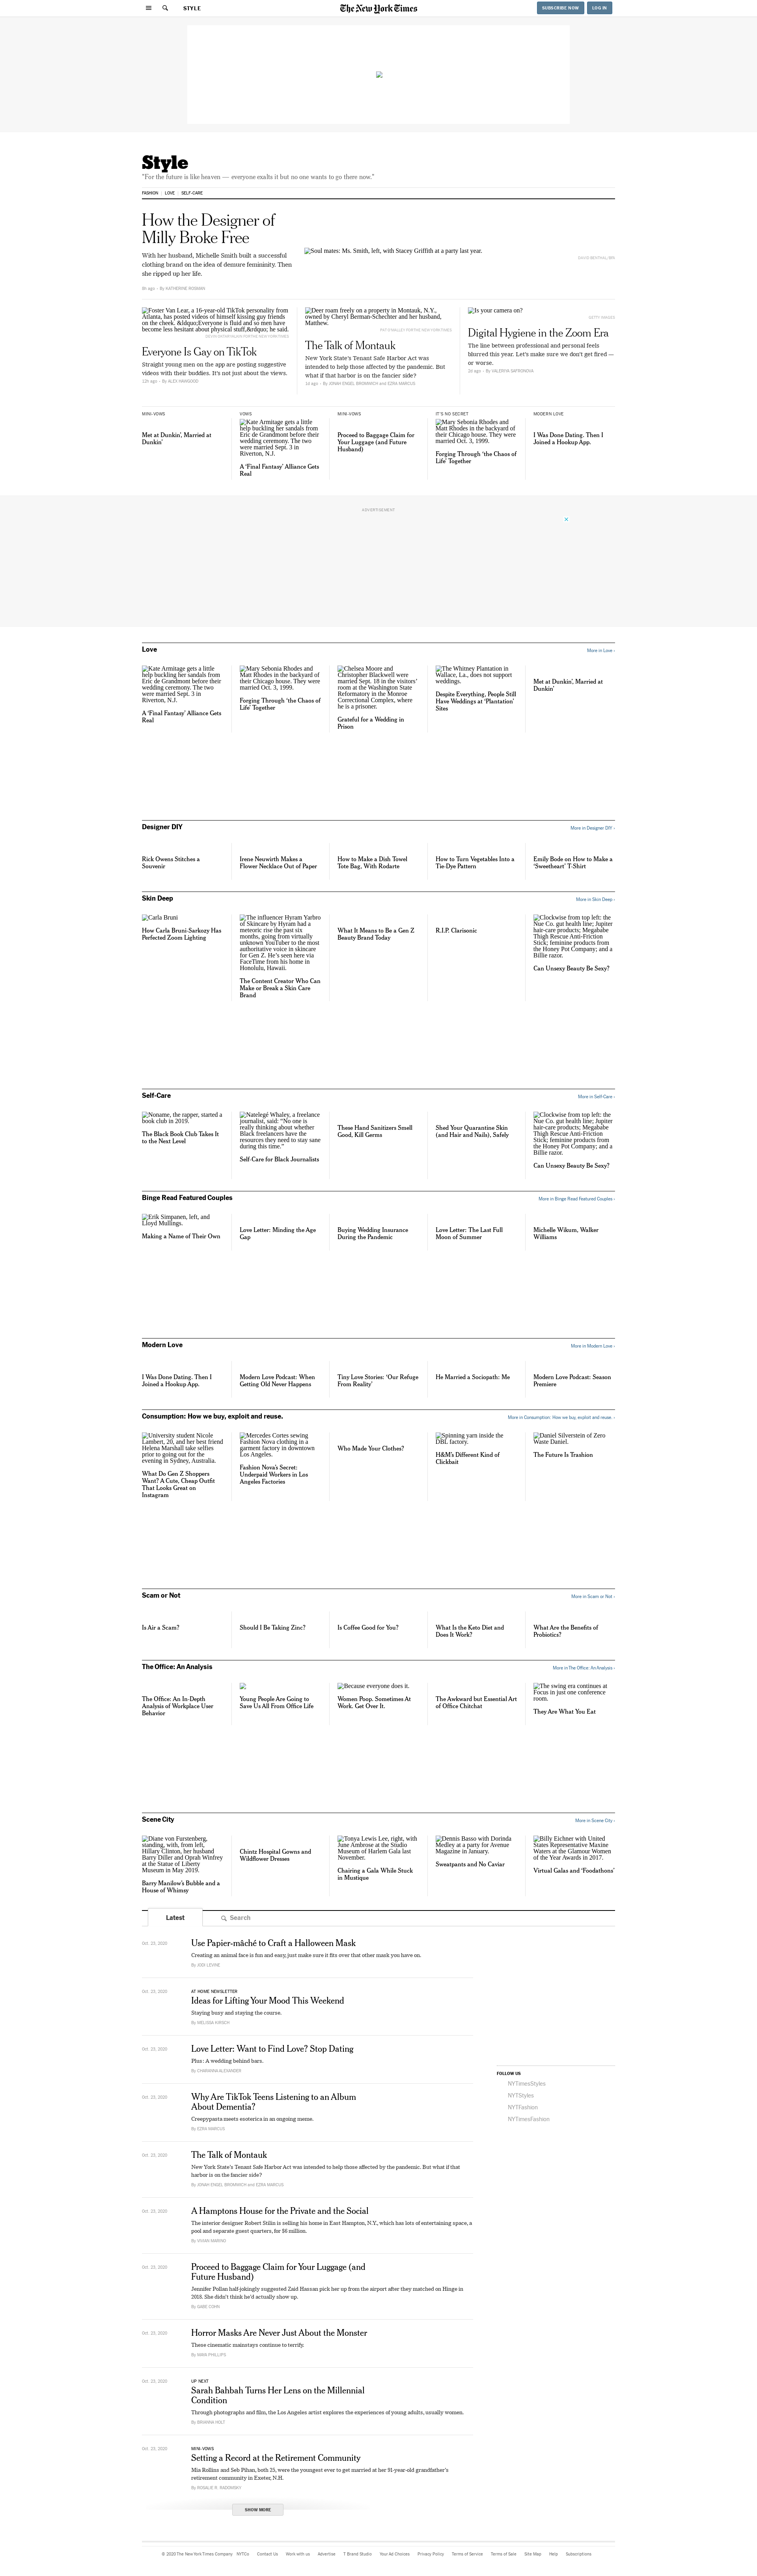 STYLE
The New York Times
SUBSCRIBE NOW
LOG IN
Style
"For the future is like heaven — everyone exalts it but no one wants to go there now."
FASHION
LOVE
SELF-CARE
How the Designer of
Milly Broke Free
With her husband, Michelle Smith built a successful
clothing brand on the idea of demure femininity. Then
she ripped up her life.
8h ago · By KATHERINE ROSMAN
Soul mates: Ms. Smith, left, with Stacey Griffith at a party last year.
Foster Van Lear, a 16-year-old TikTok personality from
Atlanta, has posted videos of himself kissing guy friends
on the cheek. &ldquo;Everyone is fluid and so men have
become less hesitant about physical stuff,&rdquo; he said.
Everyone Is Gay on TikTok
Straight young men on the app are posting suggestive
videos with their buddies. It's not just about the views.
12h ago · By ALEX HAWGOOD
Deer roam freely on a property in Montauk, N.Y.,
owned by Cheryl Berman-Schechter and her husband,
Matthew.
The Talk of Montauk
New York State's Tenant Safe Harbor Act was
intended to help those affected by the pandemic. But
what if that harbor is on the fancier side?
1d ago · By JONAH ENGEL BROMWICH and EZRA MARCUS
Is your camera on?
GETTY IMAGES
Digital Hygiene in the Zoom Era
The line between professional and personal feels
blurred this year. Let's make sure we don't get fired —
or worse.
2d ago · By VALERIYA SAFRONOVA
MINI-VOWS
Met at Dunkin', Married at
Dunkin'
VOWS
Kate Armitage gets a little
help by buckling her sandals from
Eric de Grandmont before their
wedding ceremony. The two
were married Sept. 3 in
Riverton, N.J.
A 'Final Fantasy' Alliance Gets
Real
MINI-VOWS
Proceed to Baggage Claim for
Your Luggage (and Future
Husband)
IT'S NO SECRET
Mary Sebonia Rhodes and
Matt Rhodes in the backyard of
their Chicago house. They were
married Oct. 3, 1999.
Forging Through 'the Chaos of
Life' Together
MODERN LOVE
I Was Done Dating. Then I
Joined a Hookup App.
ADVERTISEMENT
Love
More in Love ›
Kate Armitage gets a little
help by buckling her sandals from
Eric de Grandmont before their
wedding ceremony. The two
were married Sept. 3 in
Riverton, N.J.
A 'Final Fantasy' Alliance Gets
Real
Mary Sebonia Rhodes and
Matt Rhodes in the backyard of
their Chicago house. They were
married Oct. 3, 1999.
Forging Through 'the Chaos of
Life' Together
Chelsea Moore and
Christopher Blackwell were
married Sept. 18 in the visitors'
room at the Washington State
Reformatory in the Monroe
Correctional Complex, where
he is a prisoner.
Grateful for a Wedding in
Prison
The Whitney Plantation in
Wallace, La., does not support
weddings.
Despite Everything, People Still
Have Weddings at 'Plantation'
Sites
Met at Dunkin', Married at
Dunkin'
Designer DIY
More in Designer DIY ›
Rick Owens Stitches a
Souvenir
Irene Neuwirth Makes a
Flower Necklace Out of Paper
How to Make a Dish Towel
Tote Bag, With Rodarte
How to Turn Vegetables Into a
Tie-Dye Pattern
Emily Bode on How to Make a
'Sweetheart' T-Shirt
Skin Deep
More in Skin Deep ›
Carla Bruni
How Carla Bruni-Sarkozy Has
Perfected Zoom Lighting
The influencer Hyram Yarbro
of Skincare by Hyram had a
meteoric rise the past six
months, going from virtually
unknown YouTuber to the most
authoritative voice in skincare
for Gen Z. He's seen here via
FaceTime from his home in
Honolulu, Hawaii.
The Content Creator Who Can
Make or Break a Skin Care
Brand
What It Means to Be a Gen Z
Beauty Brand Today
R.I.P. Clarisonic
Clockwise from top left: the
Nue Co. gut health line; Jupiter
hair-care products; Megababe
Thigh Rescue Anti-Friction
Stick; feminine products from
the Honey Pot Company; and a
Billie razor.
Can Unsexy Beauty Be Sexy?
Self-Care
More in Self-Care ›
Noname, the rapper, started a
book club in 2019.
The Black Book Club Takes It
to the Next Level
Natelegé Whaley, a freelance
journalist, said: "No one is
really thinking about whether
Black freelancers have the
resources they need to stay sane
during this time."
Self-Care for Black Journalists
These Hand Sanitizers Smell
Good, Kill Germs
Shed Your Quarantine Skin
(and Hair and Nails), Safely
Clockwise from top left: the
Nue Co. gut health line; Jupiter
hair-care products; Megababe
Thigh Rescue Anti-Friction
Stick; feminine products from
the Honey Pot Company; and a
Billie razor.
Can Unsexy Beauty Be Sexy?
Binge Read Featured Couples
More in Binge Read Featured Couples ›
Erik Simpanen, left, and
Lloyd Mullings.
Making a Name of Their Own
Love Letter: Minding the Age
Gap
Buying Wedding Insurance
During the Pandemic
Love Letter: The Last Full
Moon of Summer
Michelle Wikum, Walker
Williams
Modern Love
More in Modern Love ›
I Was Done Dating. Then I
Joined a Hookup App.
Modern Love Podcast: When
Getting Old Never Happens
Tiny Love Stories: 'Our Refuge
From Reality'
He Married a Sociopath: Me
Modern Love Podcast: Season
Premiere
Consumption: How we buy, exploit and reuse.
More in Consumption: How we buy, exploit and reuse. ›
University student Nicole
Lambert, 20, and her best friend
Helena Marshall take selfies
prior to going out for the
evening in Sydney, Australia.
What Do Gen Z Shoppers
Want? A Cute, Cheap Outfit
That Looks Great on
Instagram
Mercedes Cortes sewing
Fashion Nova clothing in a
garment factory in downtown
Los Angeles.
Fashion Nova's Secret:
Underpaid Workers in Los
Angeles Factories
Who Made Your Clothes?
Spinning yarn inside the
DBL factory.
H&M's Different Kind of
Clickbait
Daniel Silverstein of Zero
Waste Daniel.
The Future Is Trashion
Scam or Not
More in Scam or Not ›
Is Air a Scam?
Should I Be Taking Zinc?
Is Coffee Good for You?
What Is the Keto Diet and
Does It Work?
What Are the Benefits of
Probiotics?
The Office: An Analysis
More in The Office: An Analysis ›
The Office: An In-Depth
Analysis of Workplace User
Behavior
Young People Are Going to
Save Us All From Office Life
Because everyone does it.
Women Poop. Sometimes At
Work. Get Over It.
The Awkward but Essential Art
of Office Chitchat
The swing era continues at
Focus in just one conference
room.
They Are What You Eat
Scene City
More in Scene City ›
Diane von Furstenberg,
standing, with, from left,
Hillary Clinton, her husband
Barry Diller and Oprah Winfrey
at the Statue of Liberty
Museum in May 2019.
Barry Manilow's Bubble and a
House of Whimsy
Chintz Hospital Gowns and
Wildflower Dresses
Tonya Lewis Lee, right, with
June Ambrose at the Studio
Museum of Harlem Gala last
November.
Chairing a Gala While Stuck
in Mustique
Dennis Basso with Dorinda
Medley at a party for Avenue
Magazine in January.
Sweatpants and No Caviar
Billy Eichner with United
States Representative Maxine
Waters at the Glamour Women
of the Year Awards in 2017.
Virtual Galas and 'Foodathons'
Latest
Search
Oct. 23, 2020
Use Papier-mâché to Craft a Halloween Mask
Creating an animal face is fun and easy, just make sure it fits over that other mask you have on.
By JODI LEVINE
Oct. 23, 2020
AT HOME NEWSLETTER
Ideas for Lifting Your Mood This Weekend
Staying busy and staying the course.
By MELISSA KIRSCH
Oct. 23, 2020
Love Letter: Want to Find Love? Stop Dating
Plus: A wedding behind bars.
By CHARANNA ALEXANDER
Oct. 23, 2020
Why Are TikTok Teens Listening to an Album
About Dementia?
Creepypasta meets esoterica in an ongoing meme.
By EZRA MARCUS
Oct. 23, 2020
The Talk of Montauk
New York State's Tenant Safe Harbor Act was intended to help those affected by the pandemic. But what if that
harbor is on the fancier side?
By JONAH ENGEL BROMWICH and EZRA MARCUS
Oct. 23, 2020
A Hamptons House for the Private and the Social
The interior designer Robert Stilin is selling his home in East Hampton, N.Y., which has lots of entertaining space, a
pool and separate guest quarters, for $6 million.
By VIVIAN MARINO
Oct. 23, 2020
Proceed to Baggage Claim for Your Luggage (and
Future Husband)
Jennifer Pollan half-jokingly suggested Zaid Hassan pick her up from the airport after they matched on Hinge in
2018. She didn't think he'd actually show up.
By GABE COHN
Oct. 23, 2020
Horror Masks Are Never Just About the Monster
These cinematic mainstays continue to terrify.
By MAYA PHILLIPS
Oct. 23, 2020
UP NEXT
Sarah Bahbah Turns Her Lens on the Millennial
Condition
Through photographs and film, the Los Angeles artist explores the experiences of young adults, usually women.
By BRIANNA HOLT
Oct. 23, 2020
MINI-VOWS
Setting a Record at the Retirement Community
Mia Rollins and Seb Pihan, both 25, were the youngest ever to get married at her 91-year-old grandfather's
retirement community in Exeter, N.H.
By ROSALIE R. RADOMSKY
SHOW MORE
FOLLOW US
NYTimesStyles
NYTStyles
NYTFashion
NYTimesFashion
© 2020 The New York Times Company
NYTCo
Contact Us
Work with us
Advertise
T Brand Studio
Your Ad Choices
Privacy Policy
Terms of Service
Terms of Sale
Site Map
Help
Subscriptions